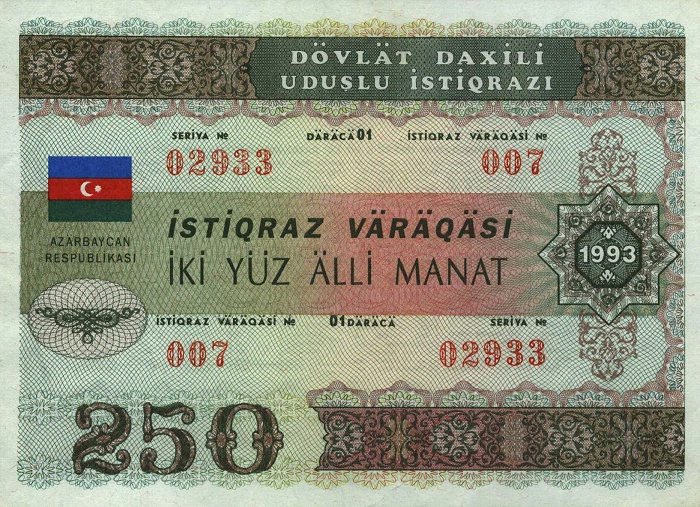 DÖVLÄT DAXİLİ
UDUŞLU İSTİQRAZI
SERİYA № DÄRÄCÄ 01 İSTİQRAZ VÄRÄQÄSİ №
02933 007
AZARBAYCAN
RESPUBLIKASI
İSTİQRAZ VÄRÄQÄSİ
İKİ YÜZ ÄLLİ MANAT
1993
İSTİQRAZ VÄRÄQÄSİ № 01 DÄRÄCÄ SERİYA №
007 02933
250